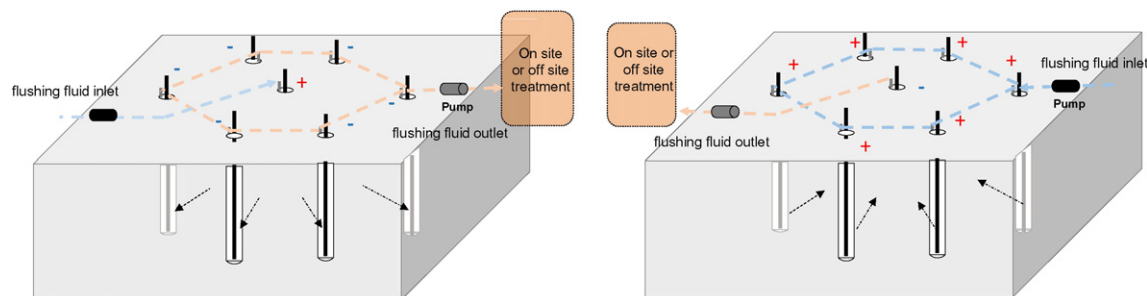 On site
or off site
treatment
flushing fluid inlet
Pump
flushing fluid outlet
-
-
-
+
-
-
-
On site or
off site
treatment
flushing fluid inlet
Pump
flushing fluid outlet
+
+
+
+
+
+